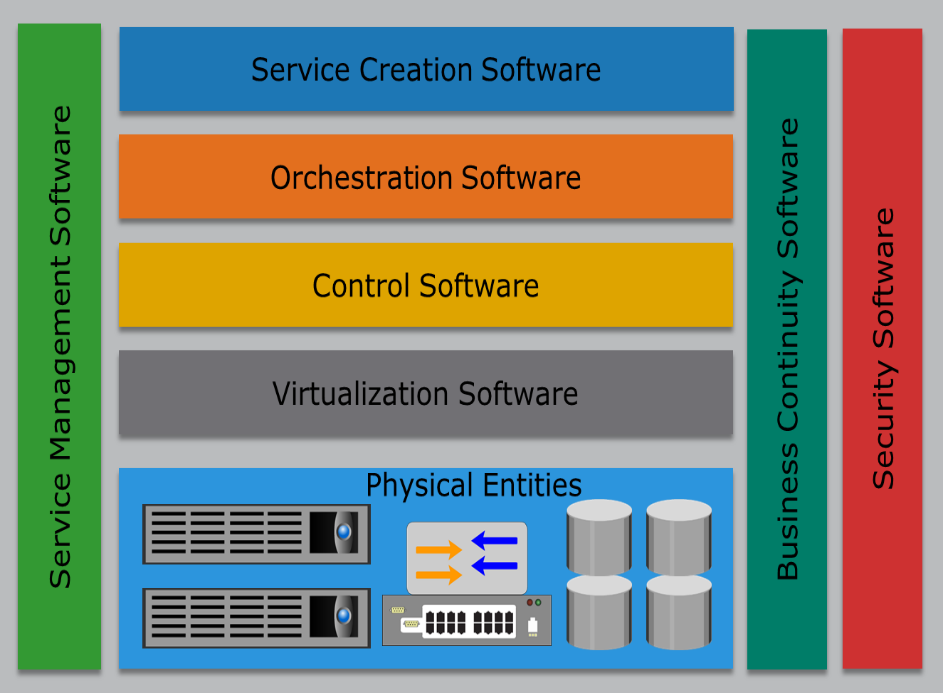 Service Management Software
Service Creation Software
Orchestration Software
Control Software
Virtualization Software
Physical Entities
Business Continuity Software
Security Software